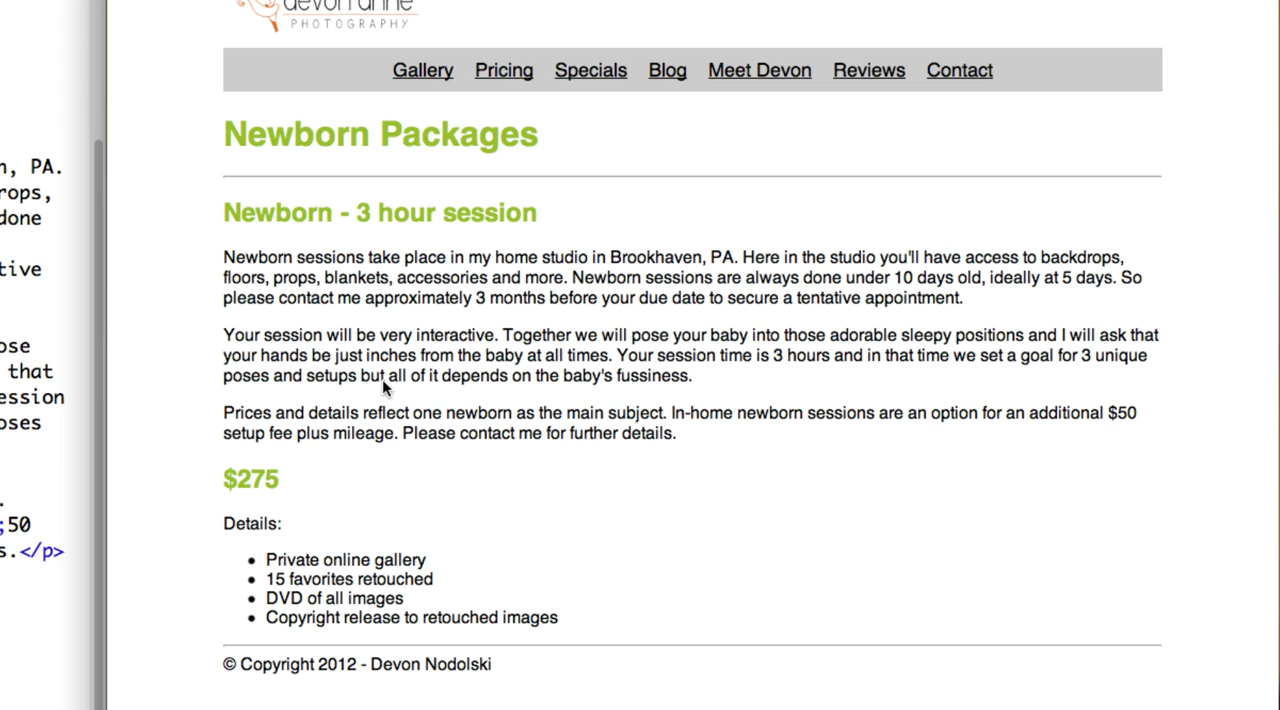 devon anne
PHOTOGRAPHY
Gallery Pricing Specials Blog Meet Devon Reviews Contact
Newborn Packages
Newborn - 3 hour session
n, PA.
rops,
done
tive
ose
that
ession
oses
.
;50
s.</p>
Newborn sessions take place in my home studio in Brookhaven, PA. Here in the studio you'll have access to backdrops,
floors, props, blankets, accessories and more. Newborn sessions are always done under 10 days old, ideally at 5 days. So
please contact me approximately 3 months before your due date to secure a tentative appointment.
Your session will be very interactive. Together we will pose your baby into those adorable sleepy positions and I will ask that
your hands be just inches from the baby at all times. Your session time is 3 hours and in that time we set a goal for 3 unique
poses and setups but all of it depends on the baby's fussiness.
Prices and details reflect one newborn as the main subject. In-home newborn sessions are an option for an additional $50
setup fee plus mileage. Please contact me for further details.
$275
Details:
• Private online gallery
• 15 favorites retouched
• DVD of all images
• Copyright release to retouched images
© Copyright 2012 - Devon Nodolski